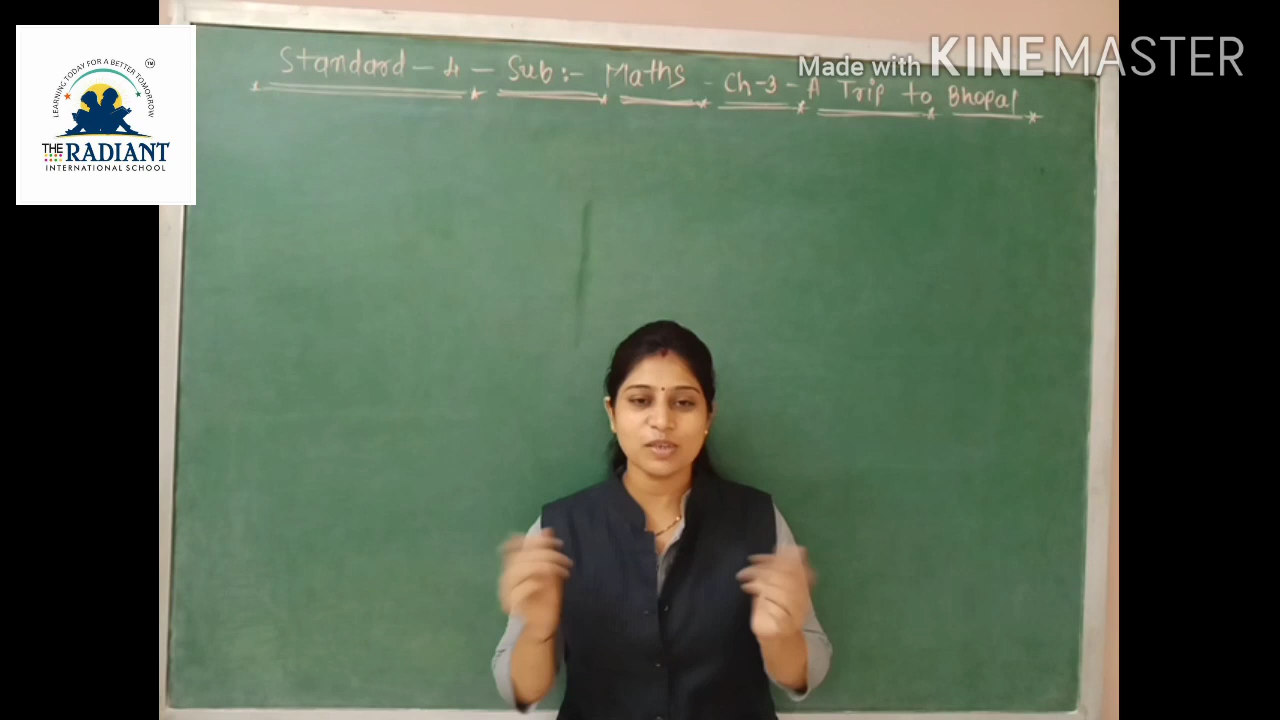 Standard - 4 - Sub:- Maths - Ch-3 - A Trip to Bhopal
Made with KINEMASTER
LEARNING TODAY FOR A BETTER TOMORROW
TM
THE RADIANT
INTERNATIONAL SCHOOL